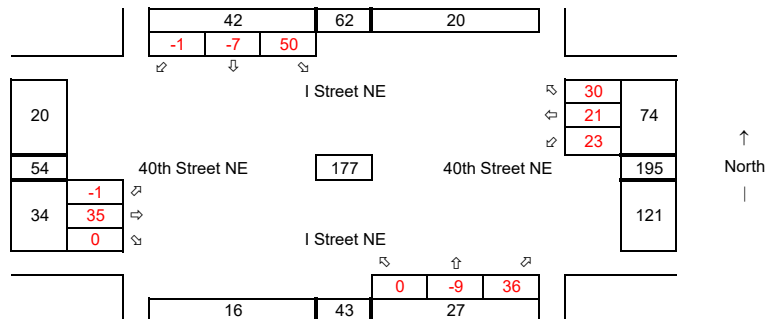 42 62 20
-1 -7 50
⬃ ⇩ ⬂
I Street NE
⬁ 30
20 ⇦ 21 74
⬃ 23 ↑
54 40th Street NE 177 40th Street NE 195 North
-1 ⬀ |
34 35 ⇨ 121
0 ⬂ I Street NE
⬁ ⇧ ⬀
0 -9 36
16 43 27